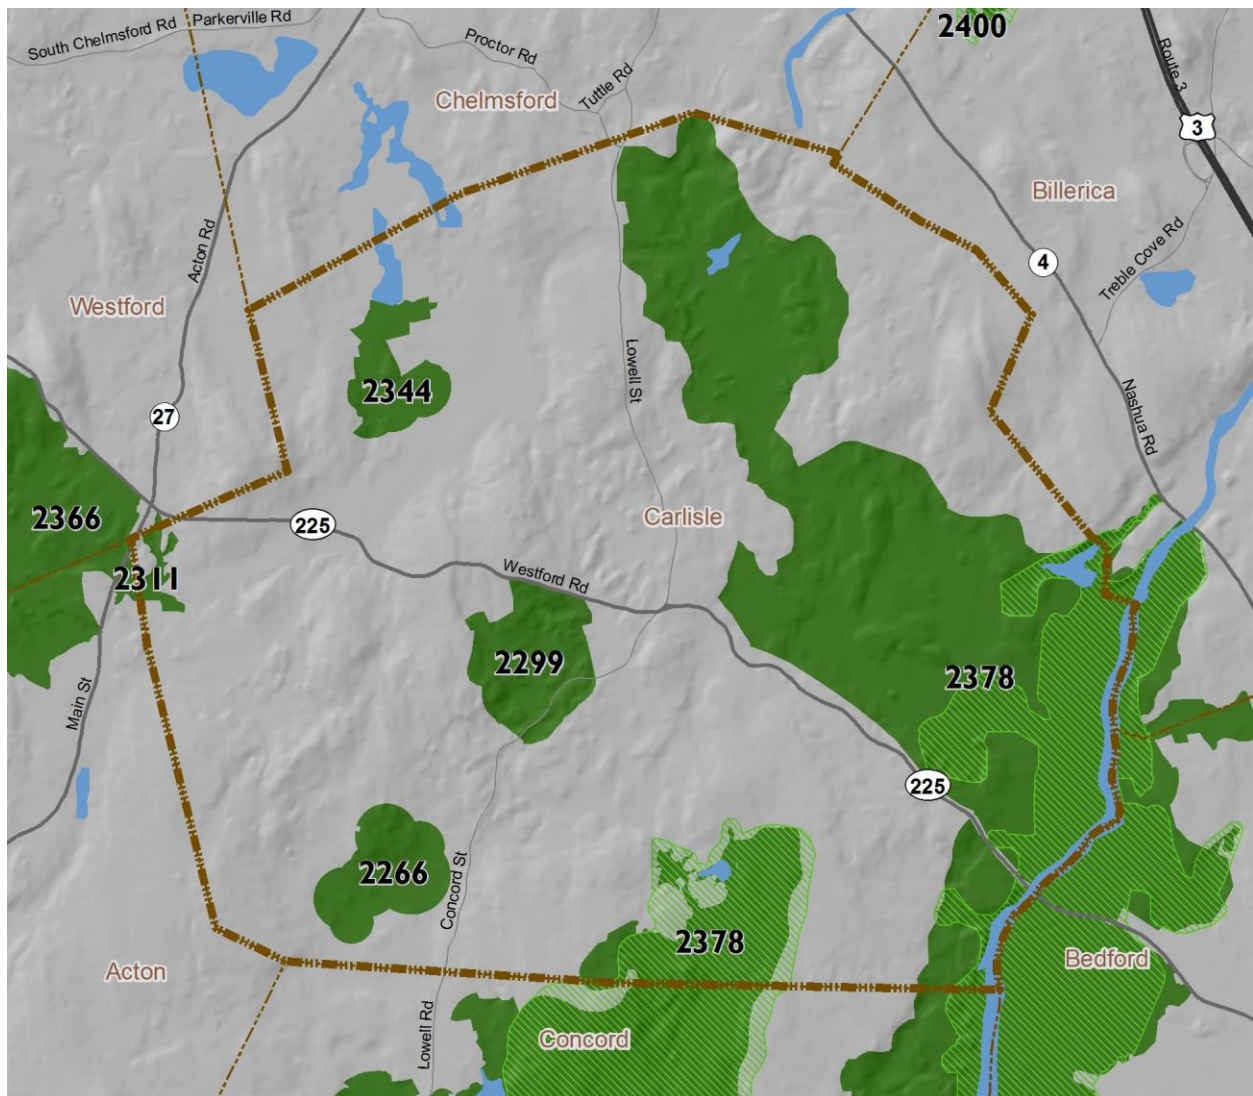 South Chelmsford Rd
Parkerville Rd
2400
Proctor Rd
Tuttle Rd
Route 3
Chelmsford
3
Billerica
Acton Rd
4
Treble Cove Rd
Westford
Lowell St
2344
27
Nashua Rd
2366
225
Carlisle
2311
Westford Rd
2299
2378
Main St
225
2266
Concord St
2378
Acton
Bedford
Lowell Rd
Concord